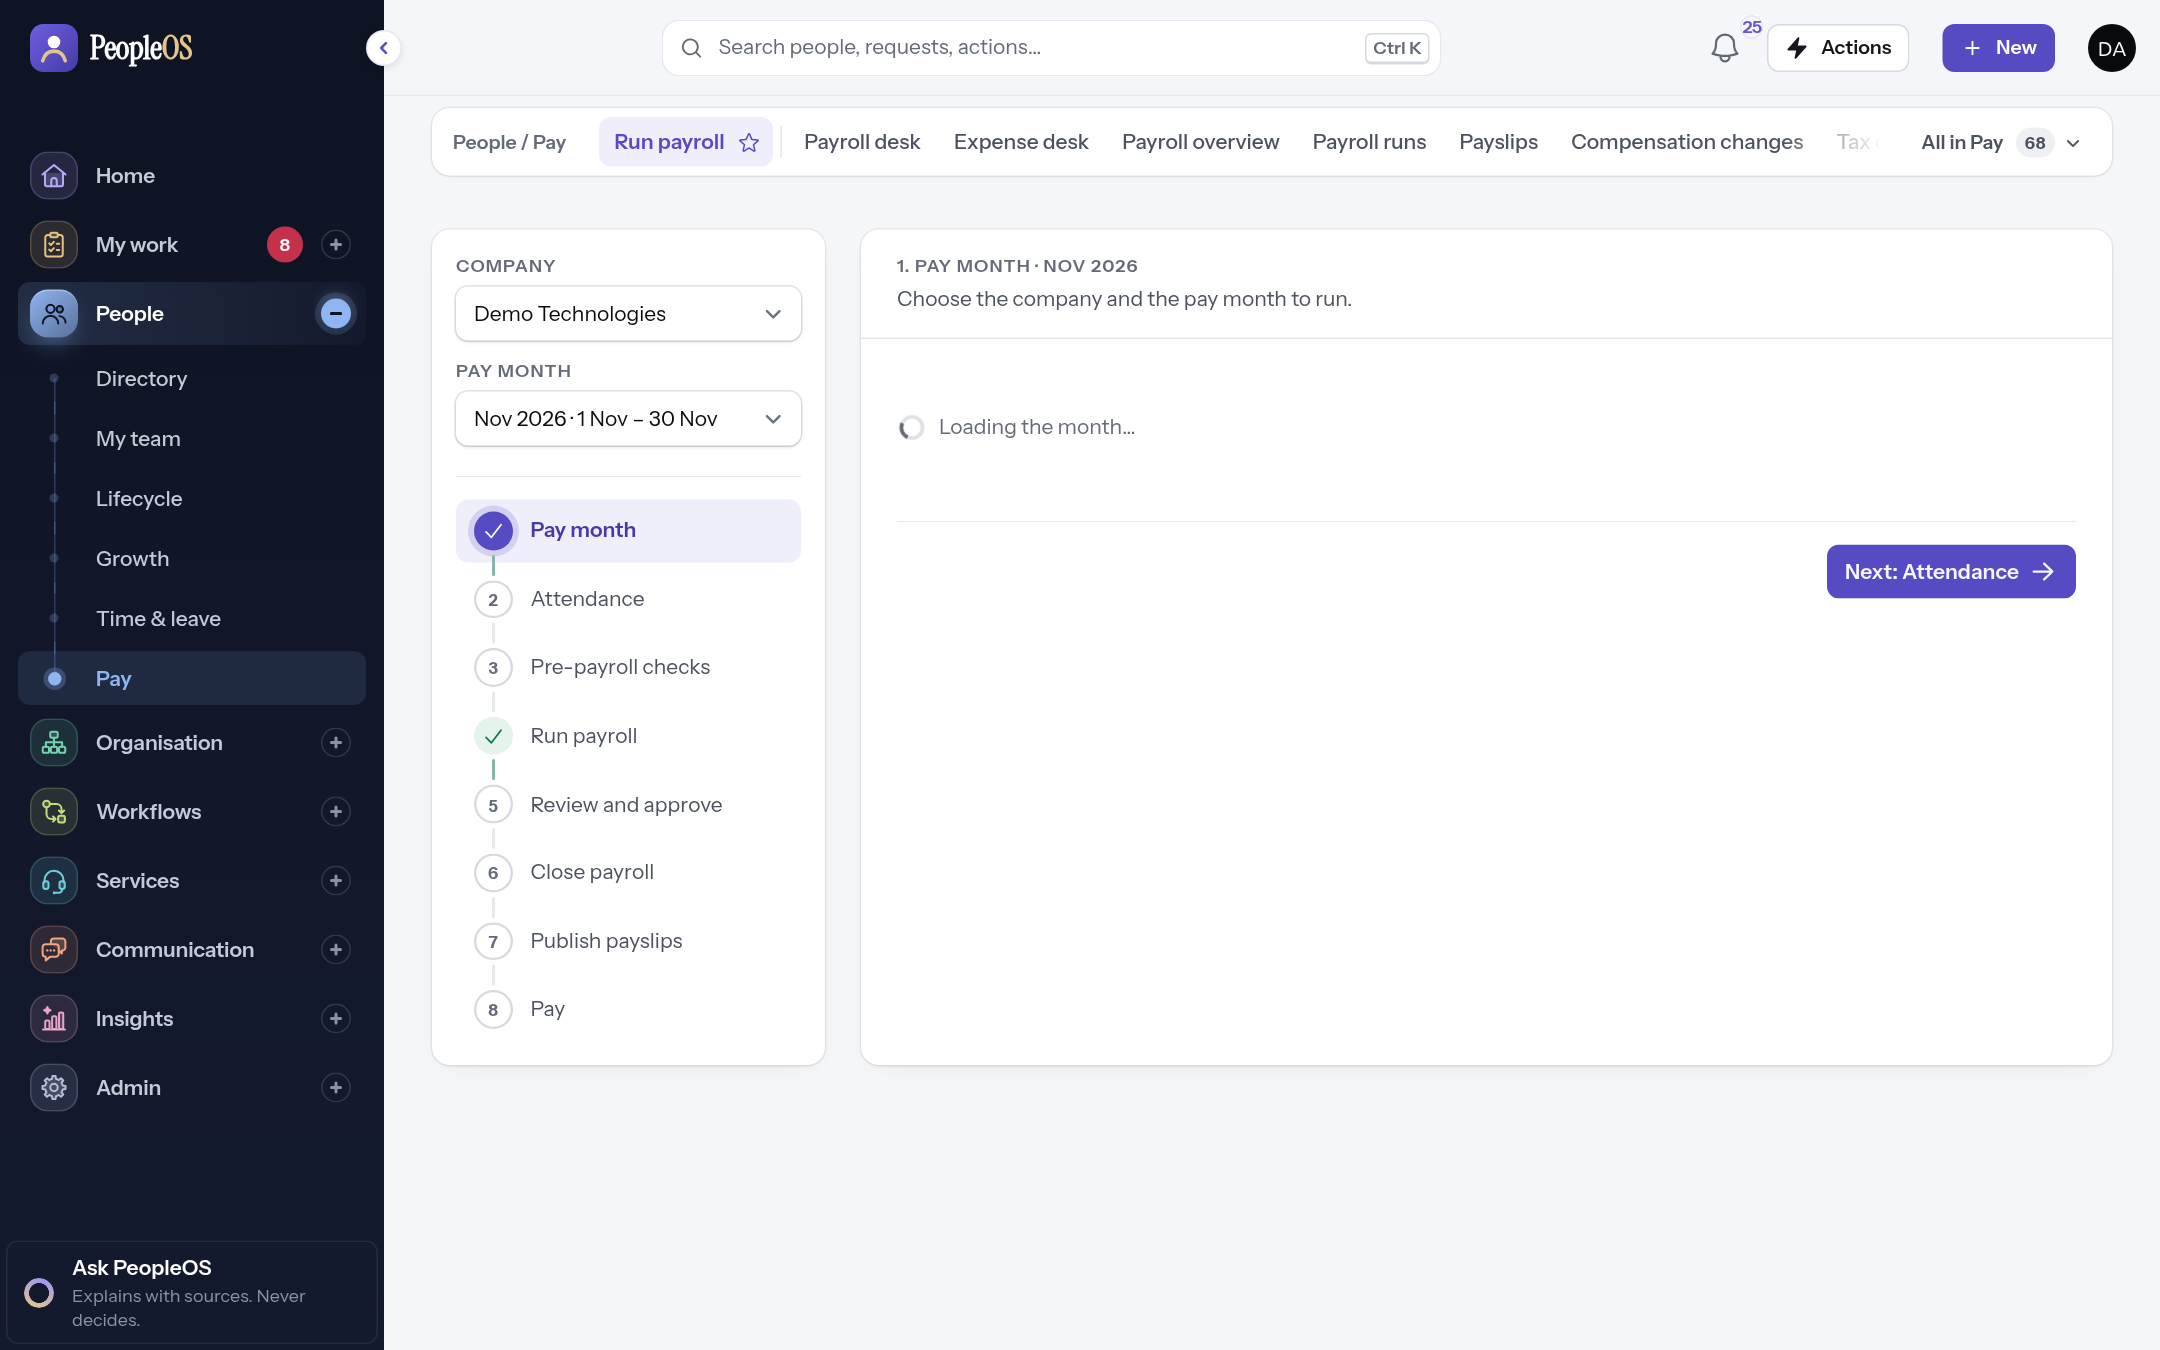 PeopleOS
Search people, requests, actions...
Ctrl K
25
Actions
New
DA
People / Pay
Run payroll
Payroll desk
Expense desk
Payroll overview
Payroll runs
Payslips
Compensation changes
Tax
All in Pay
68
Home
My work
8
People
Directory
My team
Lifecycle
Growth
Time & leave
Pay
Organisation
Workflows
Services
Communication
Insights
Admin
Ask PeopleOS
Explains with sources. Never
decides.
COMPANY
Demo Technologies
PAY MONTH
Nov 2026 · 1 Nov – 30 Nov
Pay month
2 Attendance
3 Pre-payroll checks
Run payroll
5 Review and approve
6 Close payroll
7 Publish payslips
8 Pay
1. PAY MONTH · NOV 2026
Choose the company and the pay month to run.
Loading the month...
Next: Attendance